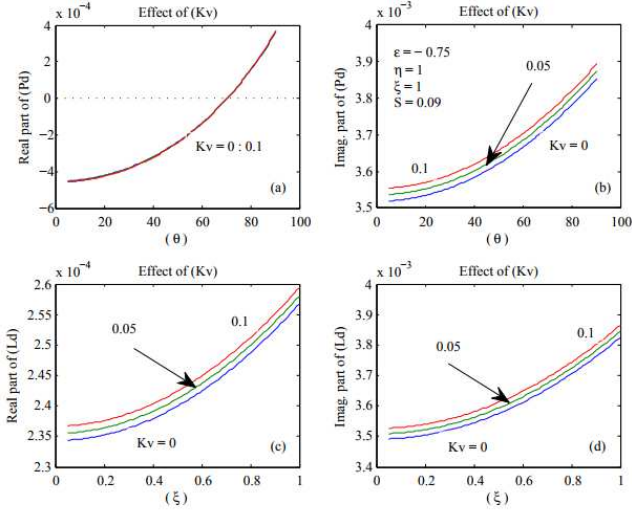 x 10⁻⁴
Effect of (Kv)
4
2
0
−2
−4
−6
0
20
40
60
80
100
Real part of (Pd)
( θ )
Kv = 0 : 0.1
(a)
x 10⁻³
Effect of (Kv)
4
3.9
3.8
3.7
3.6
3.5
0
20
40
60
80
100
Imag. part of (Pd)
( θ )
ε = − 0.75
η = 1
ξ = 1
S = 0.09
0.05
Kv = 0
0.1
(b)
x 10⁻⁴
Effect of (Kv)
2.6
2.55
2.5
2.45
2.4
2.35
2.3
0
0.2
0.4
0.6
0.8
1
Real part of (Ld)
( ξ )
0.05
0.1
Kv = 0
(c)
x 10⁻³
Effect of (Kv)
4
3.9
3.8
3.7
3.6
3.5
3.4
0
0.2
0.4
0.6
0.8
1
Imag. part of (Ld)
( ξ )
0.05
0.1
Kv = 0
(d)